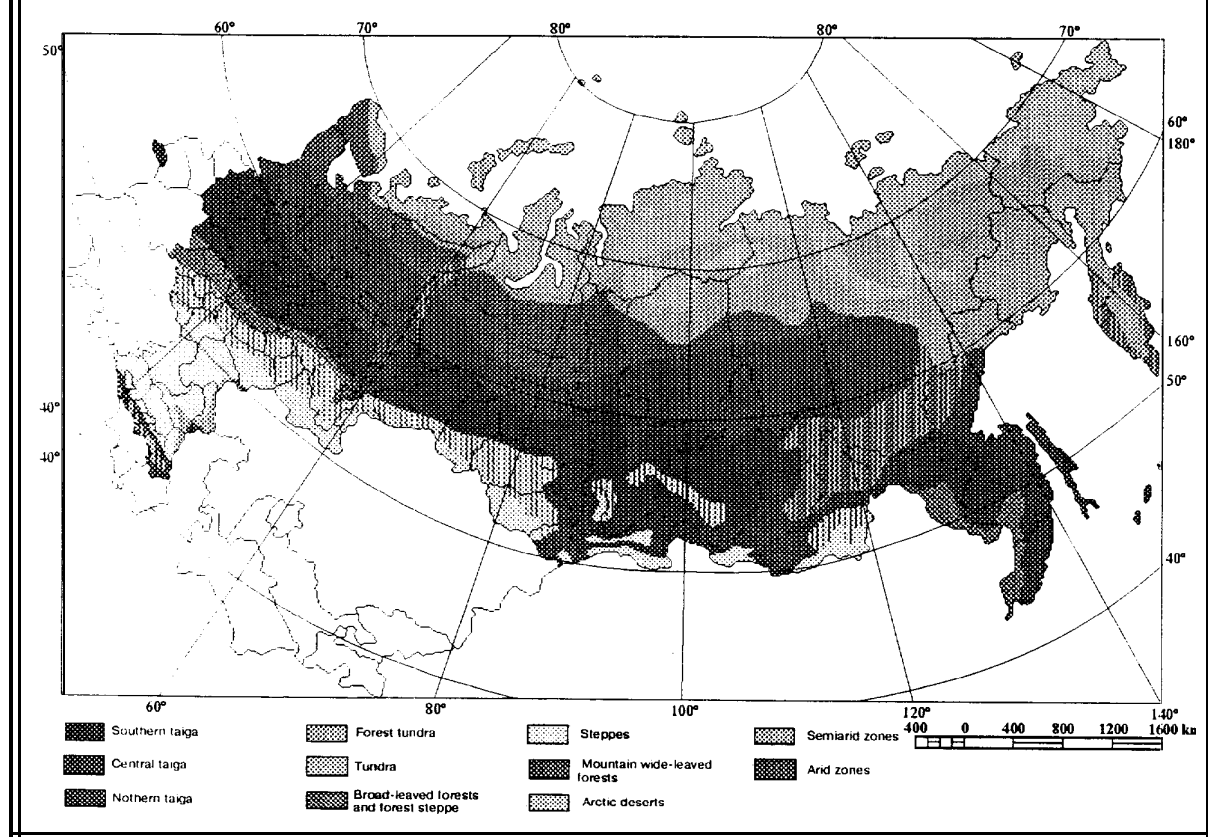 60° 70° 80° 80° 70°
50°
60°
180°
160°
50°
40°
40°
40°
60° 80° 100° 120° 140°
400 0 400 800 1200 1600 km
Southern taiga
Central taiga
Nothern taiga
Forest tundra
Tundra
Broad-leaved forests
and forest steppe
Steppes
Mountain wide-leaved
forests
Arctic deserts
Semiarid zones
Arid zones